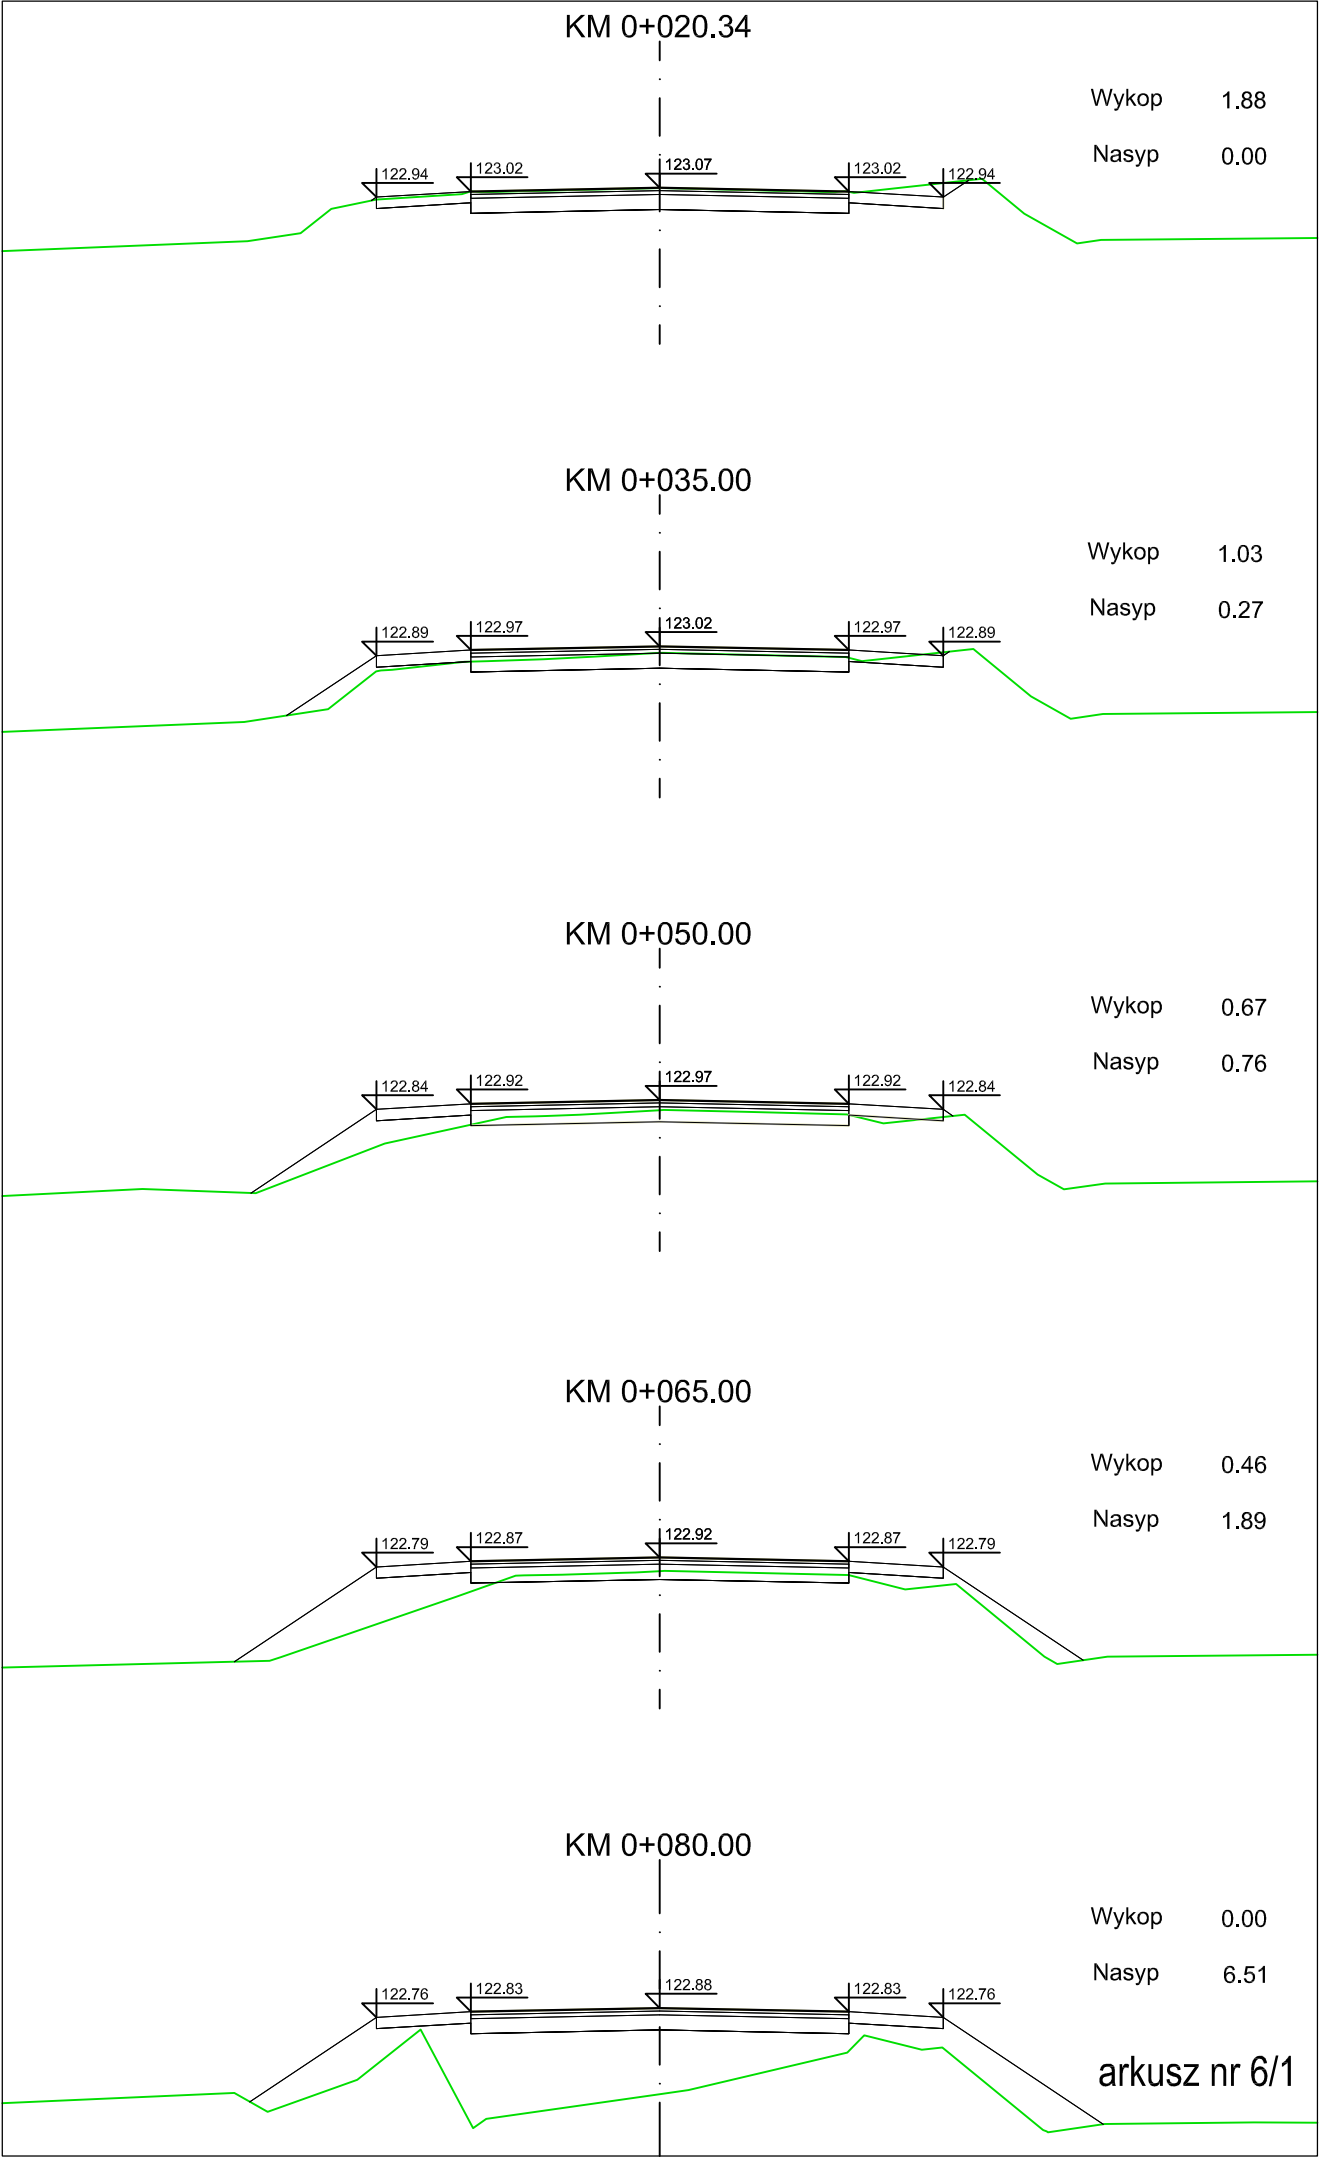 KM 0+020.34
Wykop 1.88
Nasyp 0.00
122.94 123.02 123.07 123.02 122.94
KM 0+035.00
Wykop 1.03
Nasyp 0.27
122.89 122.97 123.02 122.97 122.89
KM 0+050.00
Wykop 0.67
Nasyp 0.76
122.84 122.92 122.97 122.92 122.84
KM 0+065.00
Wykop 0.46
Nasyp 1.89
122.79 122.87 122.92 122.87 122.79
KM 0+080.00
Wykop 0.00
Nasyp 6.51
122.76 122.83 122.88 122.83 122.76
arkusz nr 6/1